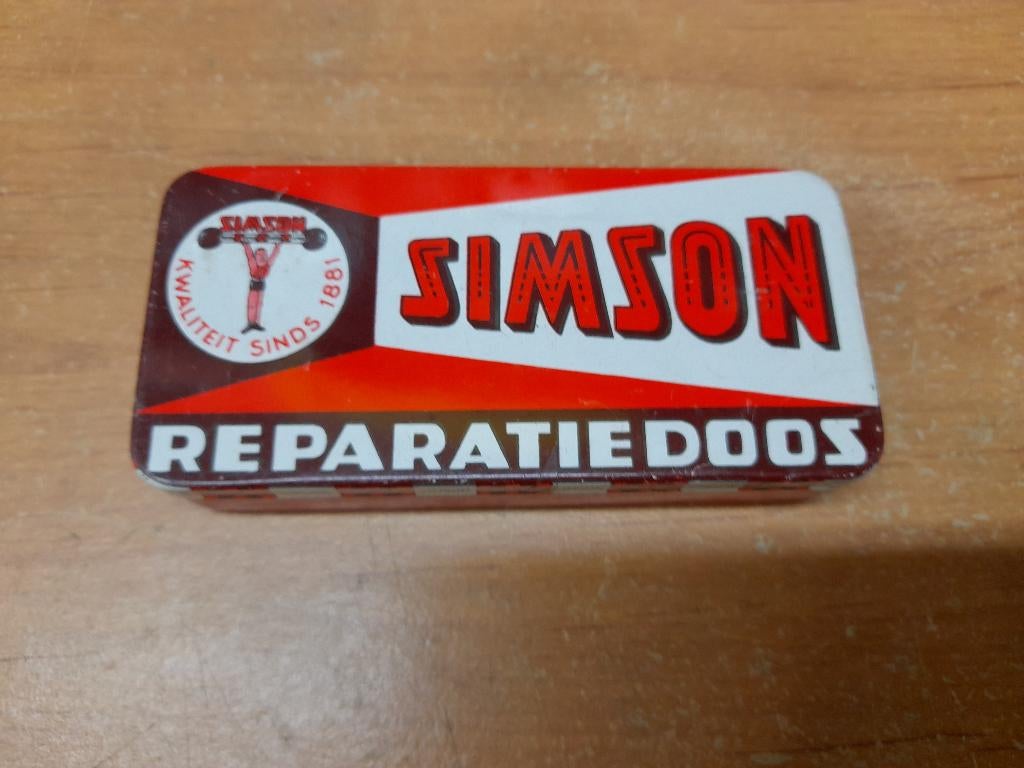 SIMSON
KWALITEIT SINDS 1881
SIMSON
REPARATIEDOOS